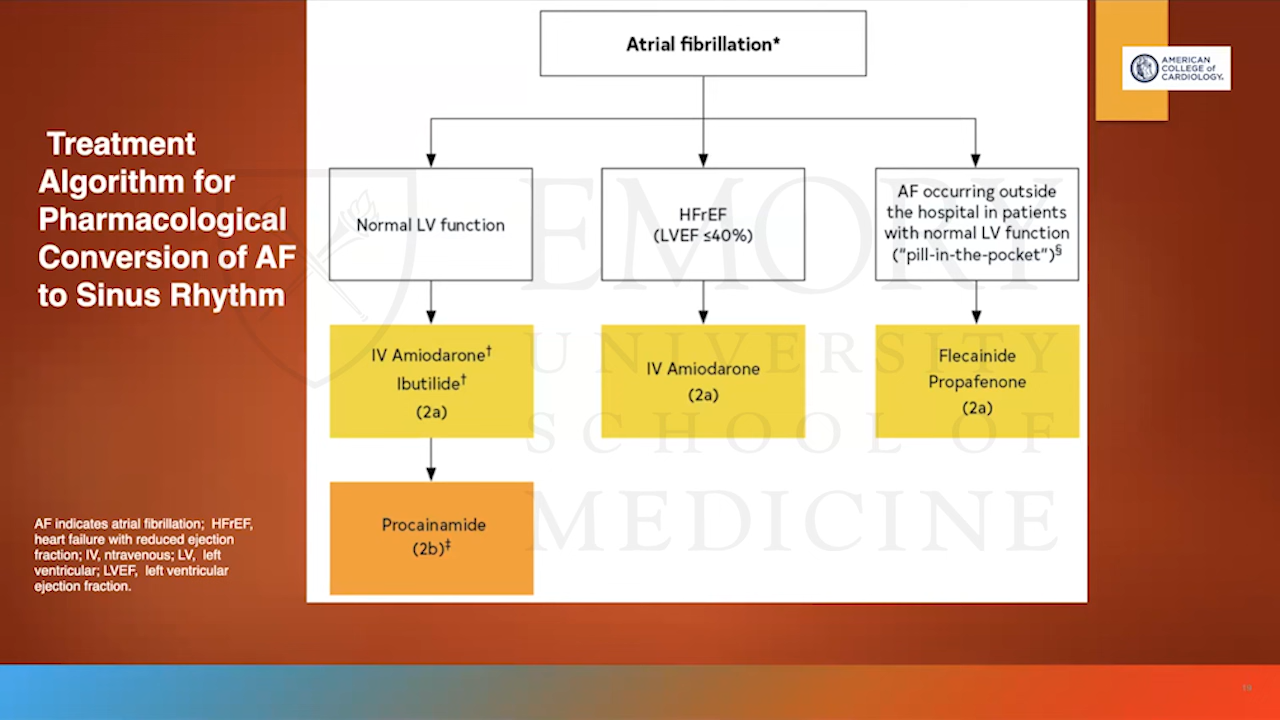 Treatment
Algorithm for
Pharmacological
Conversion of AF
to Sinus Rhythm
AF indicates atrial fibrillation; HFrEF,
heart failure with reduced ejection
fraction; IV, ntravenous; LV, left
ventricular; LVEF, left ventricular
ejection fraction.
Atrial fibrillation*
Normal LV function
HFrEF
(LVEF ≤40%)
AF occurring outside
the hospital in patients
with normal LV function
("pill-in-the-pocket")§
IV Amiodarone†
Ibutilide†
(2a)
IV Amiodarone
(2a)
Flecainide
Propafenone
(2a)
Procainamide
(2b)‡
EMORY
UNIVERSITY
SCHOOL OF
MEDICINE
AMERICAN
COLLEGE of
CARDIOLOGY.
19